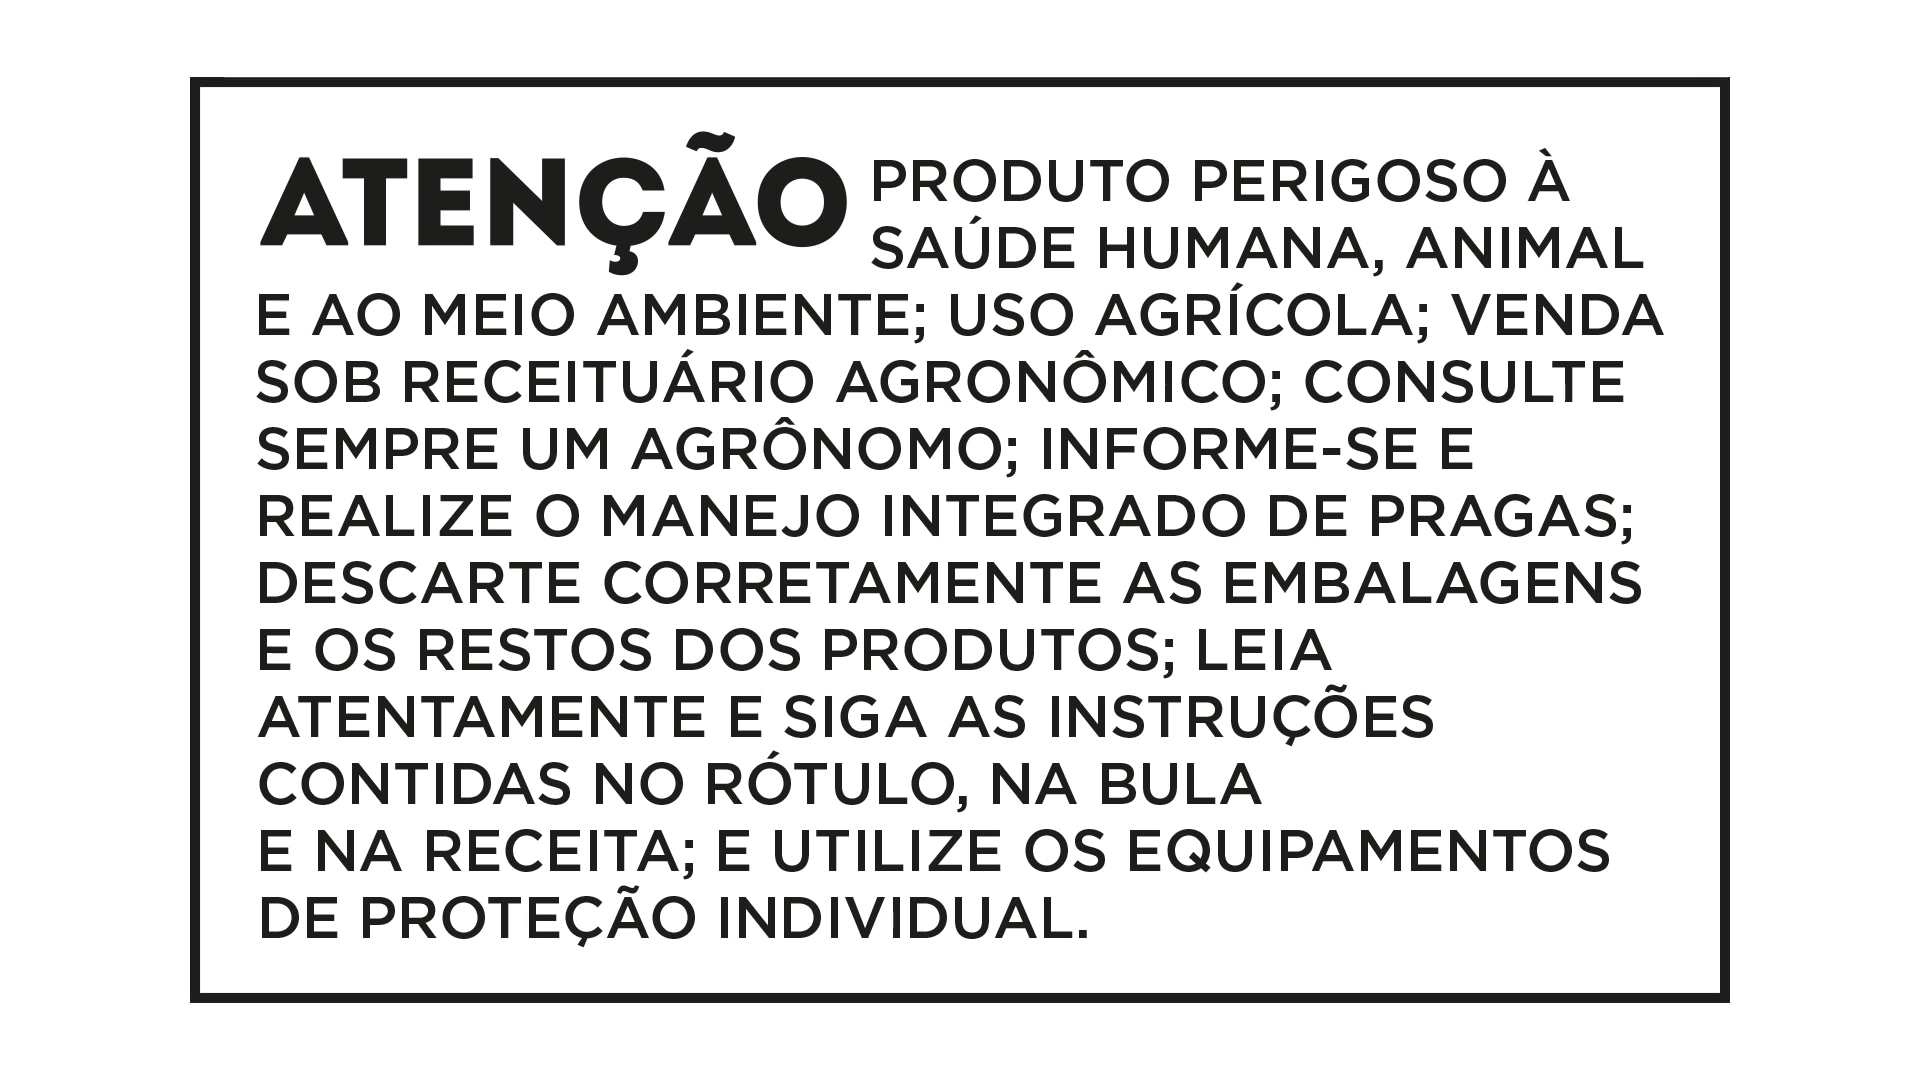 ATENÇÃO PRODUTO PERIGOSO À
SAÚDE HUMANA, ANIMAL
E AO MEIO AMBIENTE; USO AGRÍCOLA; VENDA
SOB RECEITUÁRIO AGRONÔMICO; CONSULTE
SEMPRE UM AGRÔNOMO; INFORME-SE E
REALIZE O MANEJO INTEGRADO DE PRAGAS;
DESCARTE CORRETAMENTE AS EMBALAGENS
E OS RESTOS DOS PRODUTOS; LEIA
ATENTAMENTE E SIGA AS INSTRUÇÕES
CONTIDAS NO RÓTULO, NA BULA
E NA RECEITA; E UTILIZE OS EQUIPAMENTOS
DE PROTEÇÃO INDIVIDUAL.